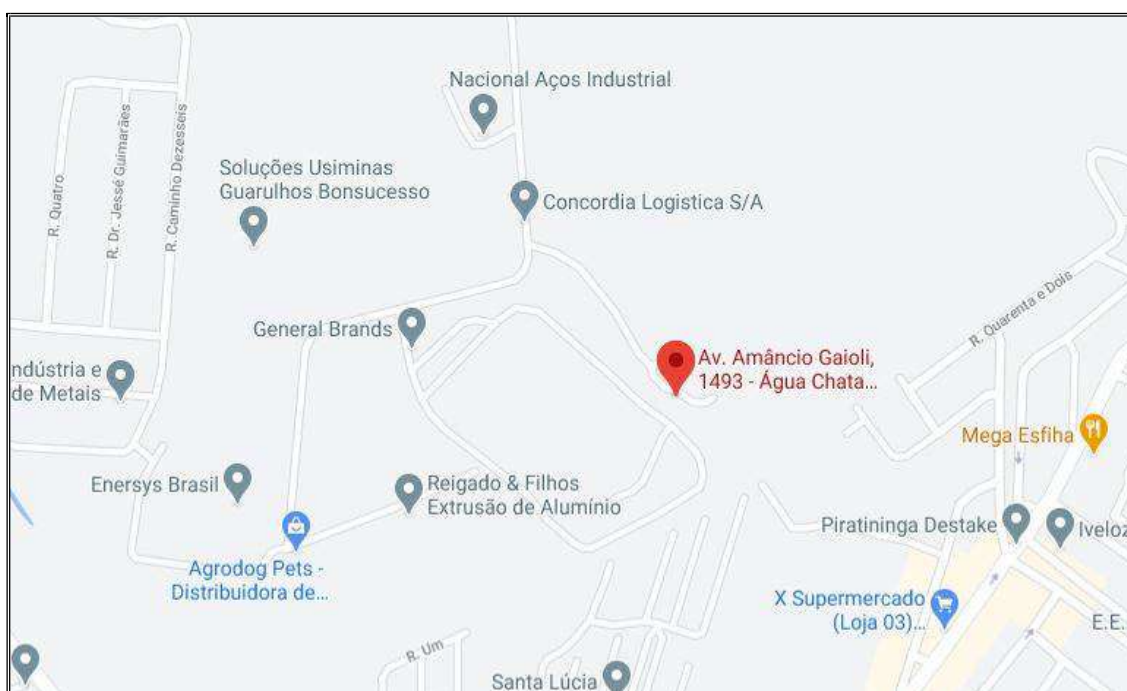 Nacional Aços Industrial
R. Quatro
R. Dr. Jessé Guimarães
R. Caminho Dezesseis
Soluções Usiminas
Guarulhos Bonsucesso
Concordia Logistica S/A
R. Quarenta e Dois
General Brands
Av. Amâncio Gaioli,
1493 - Água Chata...
ndústria e
de Metais
Mega Esfiha
Enersys Brasil
Reigado & Filhos
Extrusão de Alumínio
Piratininga Destake
Iveloz
Agrodog Pets -
Distribuidora de...
X Supermercado
(Loja 03)...
E.E.
R. Um
Santa Lúcia